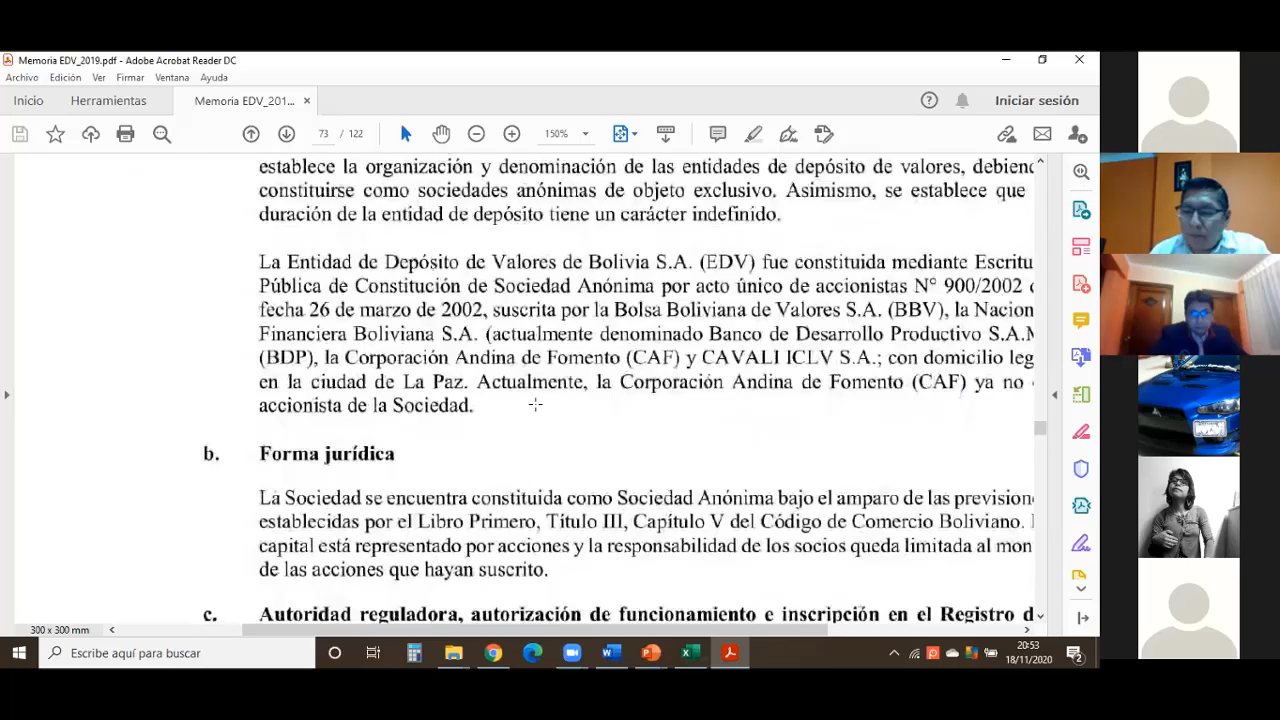 Memoria EDV_2019.pdf - Adobe Acrobat Reader DC
Archivo Edición Ver Firmar Ventana Ayuda
Inicio Herramientas Memoria EDV_201... × Iniciar sesión
73 / 122 150%
establece la organización y denominación de las entidades de depósito de valores, debiend
constituirse como sociedades anónimas de objeto exclusivo. Asimismo, se establece que
duración de la entidad de depósito tiene un carácter indefinido.
La Entidad de Depósito de Valores de Bolivia S.A. (EDV) fue constituida mediante Escritu
Pública de Constitución de Sociedad Anónima por acto único de accionistas N° 900/2002
fecha 26 de marzo de 2002, suscrita por la Bolsa Boliviana de Valores S.A. (BBV), la Nacion
Financiera Boliviana S.A. (actualmente denominado Banco de Desarrollo Productivo S.A.M
(BDP), la Corporación Andina de Fomento (CAF) y CAVALI ICLV S.A.; con domicilio leg
en la ciudad de La Paz. Actualmente, la Corporación Andina de Fomento (CAF) ya no
accionista de la Sociedad.
b. Forma jurídica
La Sociedad se encuentra constituida como Sociedad Anónima bajo el amparo de las prevision
establecidas por el Libro Primero, Título III, Capítulo V del Código de Comercio Boliviano.
capital está representado por acciones y la responsabilidad de los socios queda limitada al mon
de las acciones que hayan suscrito.
c. Autoridad reguladora, autorización de funcionamiento e inscripción en el Registro d
300 x 300 mm
Escribe aquí para buscar
20:53
18/11/2020
2